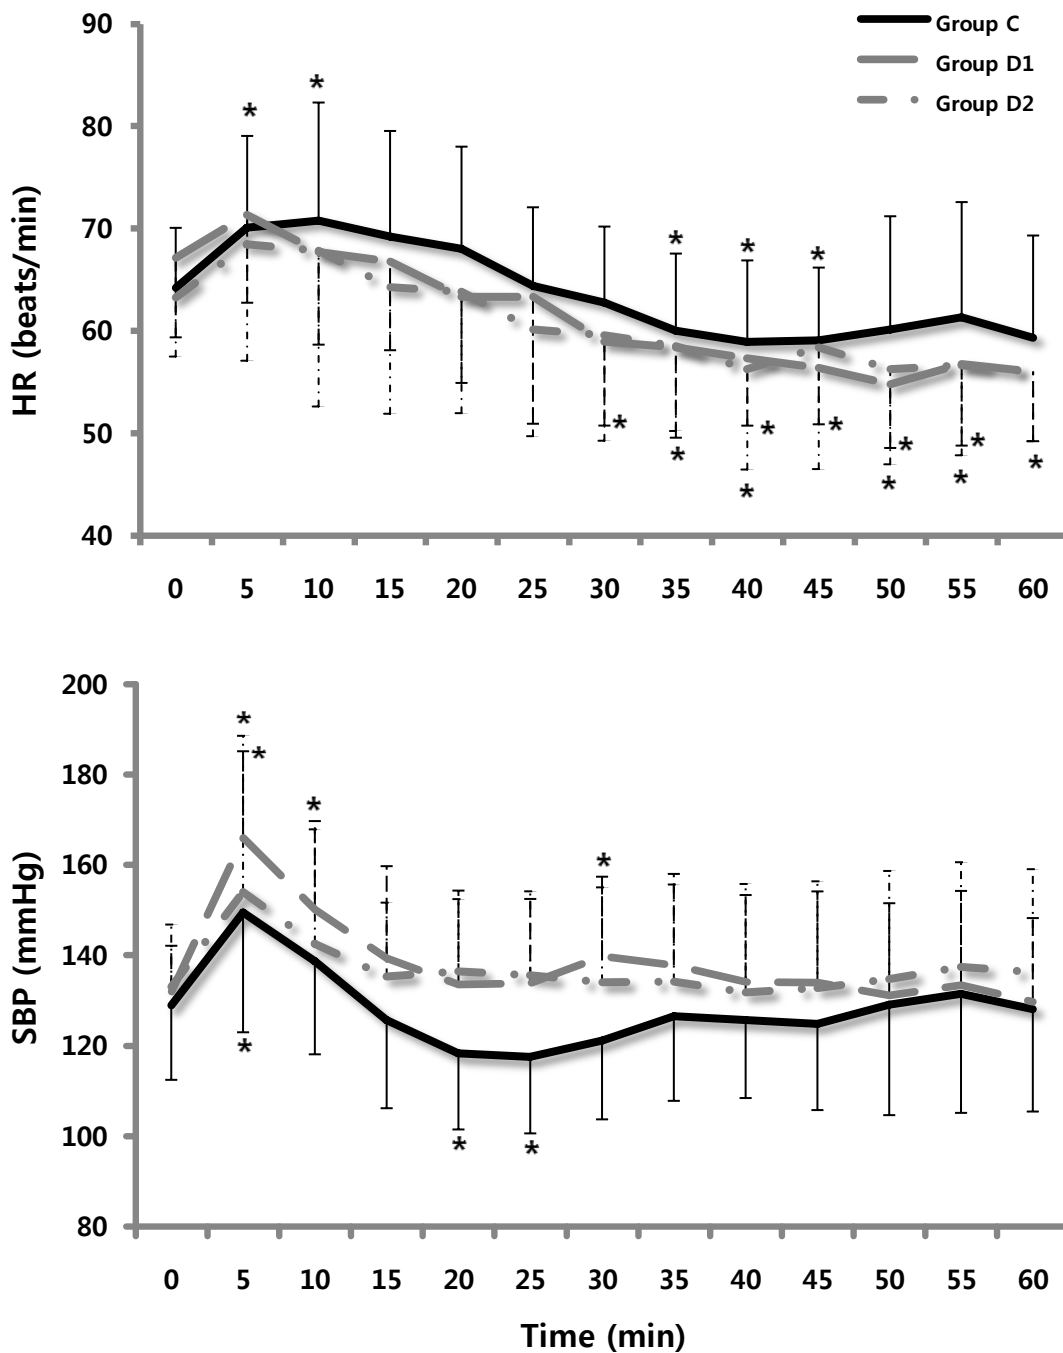 90
Group C
Group D1
Group D2
* *
80
70
* * *
HR (beats/min)
60
50
* * * * *
* * * * *
40
0 5 10 15 20 25 30 35 40 45 50 55 60
200
*
*
180
*
160
*
SBP (mmHg)
140
120
*
100
* *
80
0 5 10 15 20 25 30 35 40 45 50 55 60
Time (min)